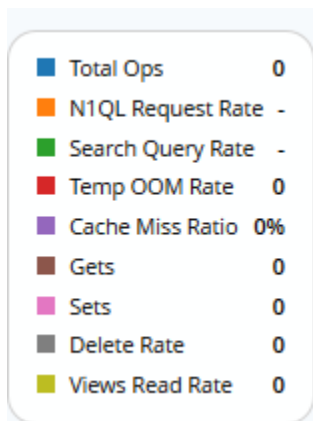 Total Ops 0
N1QL Request Rate -
Search Query Rate -
Temp OOM Rate 0
Cache Miss Ratio 0%
Gets 0
Sets 0
Delete Rate 0
Views Read Rate 0